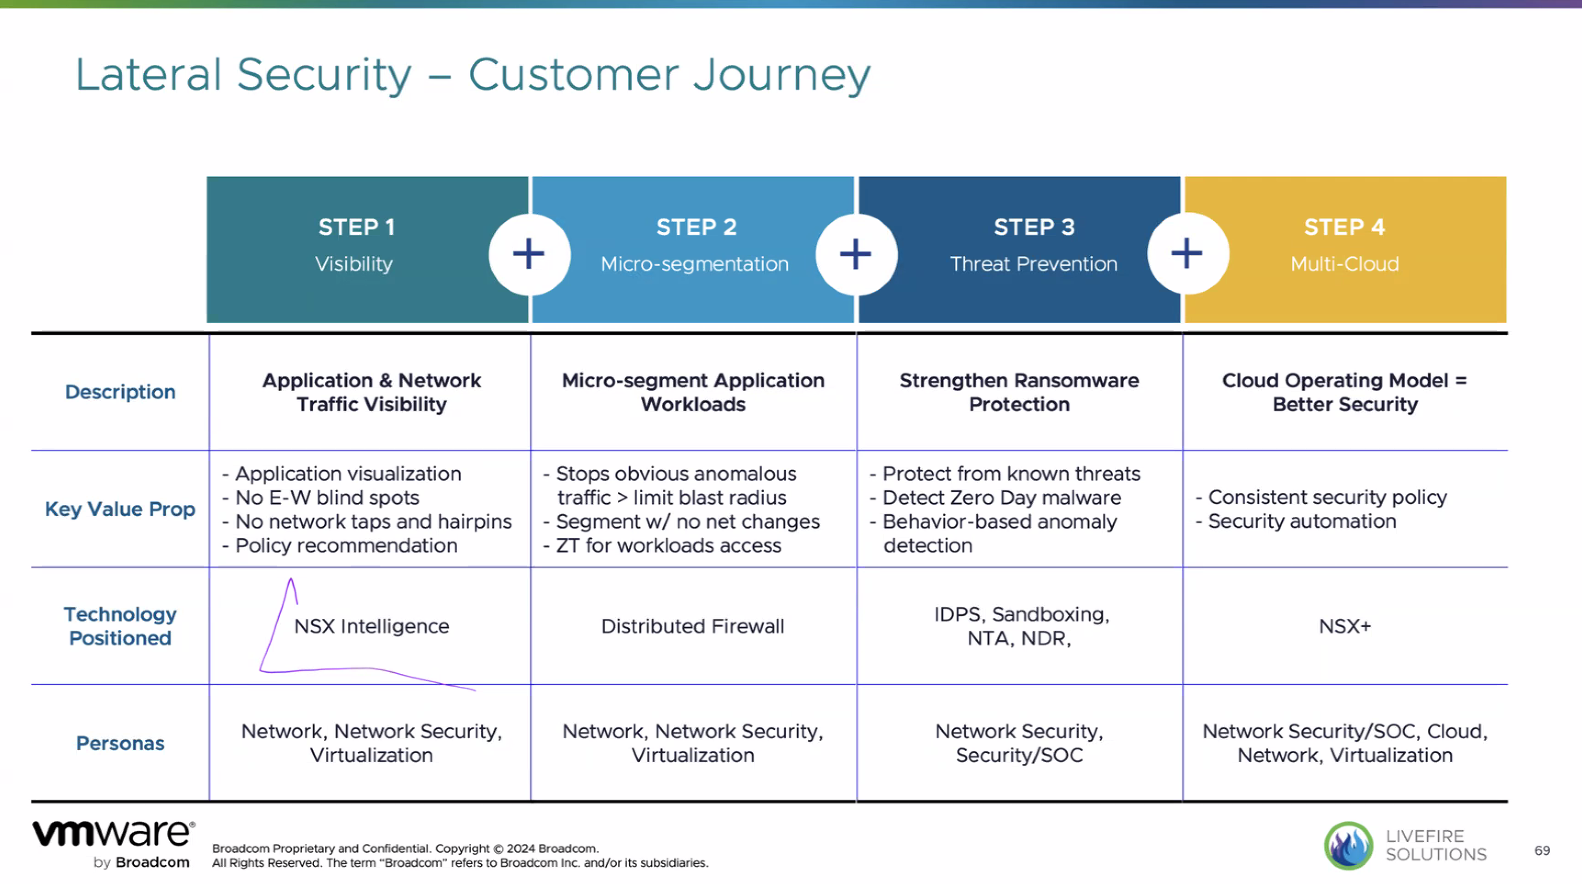 Lateral Security – Customer Journey
STEP 1
Visibility
+
STEP 2
Micro-segmentation
+
STEP 3
Threat Prevention
+
STEP 4
Multi-Cloud
Description
Application & Network
Traffic Visibility
Micro-segment Application
Workloads
Strengthen Ransomware
Protection
Cloud Operating Model =
Better Security
Key Value Prop
- Application visualization
- No E-W blind spots
- No network taps and hairpins
- Policy recommendation
- Stops obvious anomalous
traffic > limit blast radius
- Segment w/ no net changes
- ZT for workloads access
- Protect from known threats
- Detect Zero Day malware
- Behavior-based anomaly
detection
- Consistent security policy
- Security automation
Technology
Positioned
NSX Intelligence
Distributed Firewall
IDPS, Sandboxing,
NTA, NDR,
NSX+
Personas
Network, Network Security,
Virtualization
Network, Network Security,
Virtualization
Network Security,
Security/SOC
Network Security/SOC, Cloud,
Network, Virtualization
vmware®
by Broadcom
Broadcom Proprietary and Confidential. Copyright © 2024 Broadcom.
All Rights Reserved. The term “Broadcom” refers to Broadcom Inc. and/or its subsidiaries.
LIVEFIRE
SOLUTIONS
69